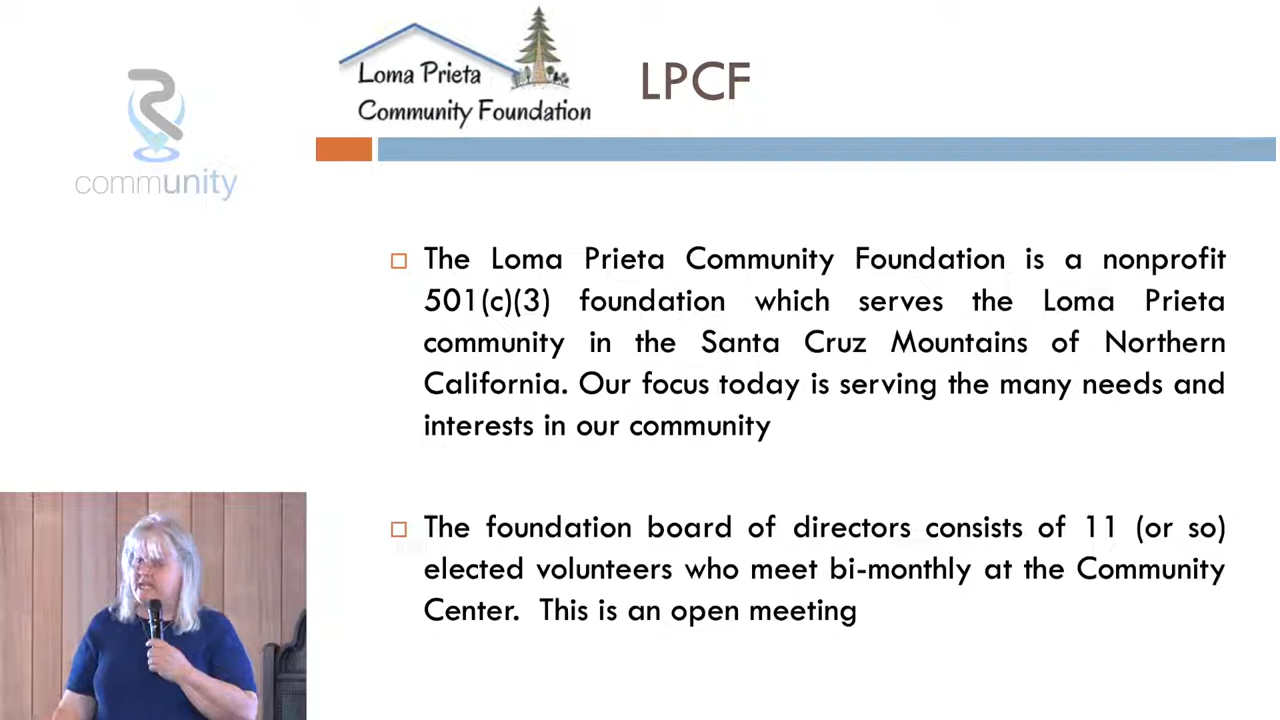 Loma Prieta
Community Foundation
LPCF
community
The Loma Prieta Community Foundation is a nonprofit
501(c)(3) foundation which serves the Loma Prieta
community in the Santa Cruz Mountains of Northern
California. Our focus today is serving the many needs and
interests in our community
The foundation board of directors consists of 11 (or so)
elected volunteers who meet bi-monthly at the Community
Center. This is an open meeting